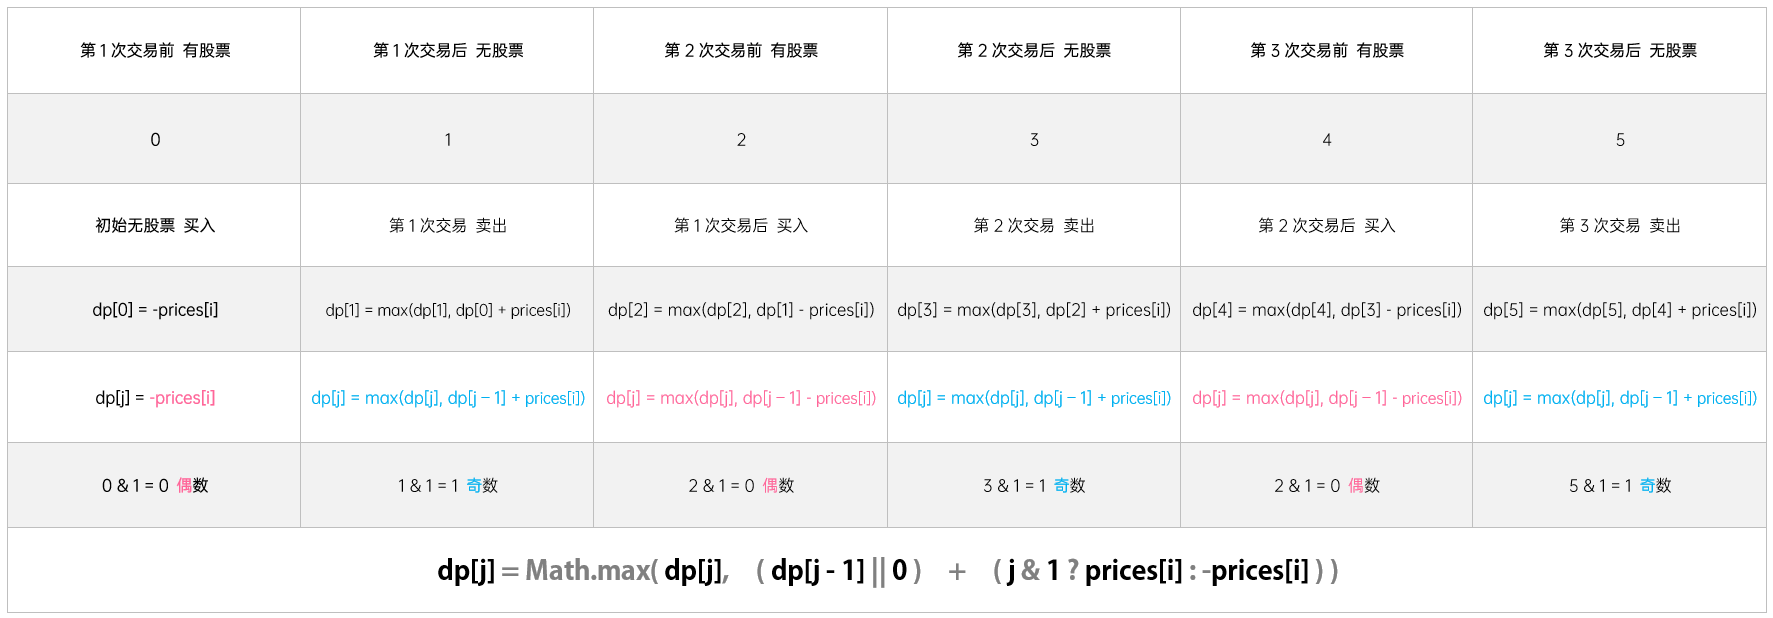 第 1 次交易前 有股票 第 1 次交易后 无股票 第 2 次交易前 有股票 第 2 次交易后 无股票 第 3 次交易前 有股票 第 3 次交易后 无股票
0 1 2 3 4 5
初始无股票 买入 第 1 次交易 卖出 第 1 次交易后 买入 第 2 次交易 卖出 第 2 次交易后 买入 第 3 次交易 卖出
dp[0] = -prices[i] dp[1] = max(dp[1], dp[0] + prices[i]) dp[2] = max(dp[2], dp[1] - prices[i]) dp[3] = max(dp[3], dp[2] + prices[i]) dp[4] = max(dp[4], dp[3] - prices[i]) dp[5] = max(dp[5], dp[4] + prices[i])
dp[j] = -prices[i] dp[j] = max(dp[j], dp[j – 1] + prices[i]) dp[j] = max(dp[j], dp[j – 1] - prices[i]) dp[j] = max(dp[j], dp[j – 1] + prices[i]) dp[j] = max(dp[j], dp[j – 1] - prices[i]) dp[j] = max(dp[j], dp[j – 1] + prices[i])
0 & 1 = 0 偶数 1 & 1 = 1 奇数 2 & 1 = 0 偶数 3 & 1 = 1 奇数 2 & 1 = 0 偶数 5 & 1 = 1 奇数
dp[j] = Math.max( dp[j], ( dp[j - 1] || 0 ) + ( j & 1 ? prices[i] : -prices[i] ) )